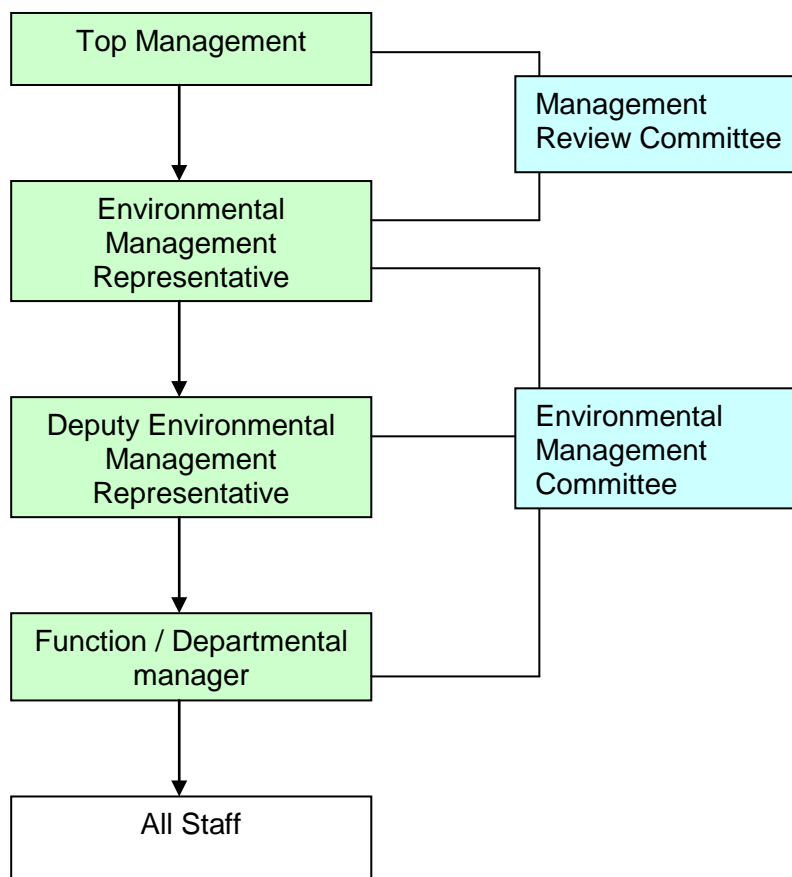 Top Management
Management
Review Committee
Environmental
Management
Representative
Deputy Environmental
Management
Representative
Environmental
Management
Committee
Function / Departmental
manager
All Staff